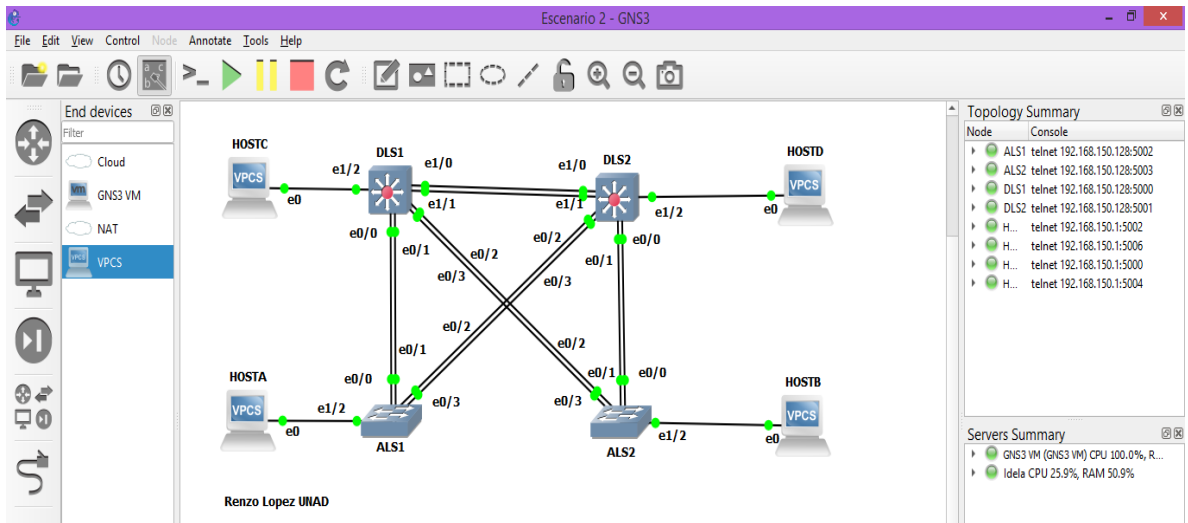 Escenario 2 - GNS3
File Edit View Control Node Annotate Tools Help
End devices
Filter
Cloud
GNS3 VM
NAT
VPCS
HOSTC
VPCS
e0
e1/2
DLS1
e1/0
e1/1
e0/0
e0/1
e0/2
e0/3
e1/0
DLS2
e1/1
e1/2
e0/2
e0/0
e0/1
e0/3
HOSTD
VPCS
e0
HOSTA
VPCS
e0
e1/2
e0/0
e0/1
e0/2
e0/3
ALS1
e0/2
e0/1
e0/0
e0/3
ALS2
e1/2
HOSTB
VPCS
e0
Renzo Lopez UNAD
Topology Summary
Node Console
ALS1 telnet 192.168.150.128:5002
ALS2 telnet 192.168.150.128:5003
DLS1 telnet 192.168.150.128:5000
DLS2 telnet 192.168.150.128:5001
H... telnet 192.168.150.1:5002
H... telnet 192.168.150.1:5006
H... telnet 192.168.150.1:5000
H... telnet 192.168.150.1:5004
Servers Summary
GNS3 VM (GNS3 VM) CPU 100.0%, R...
Idela CPU 25.9%, RAM 50.9%